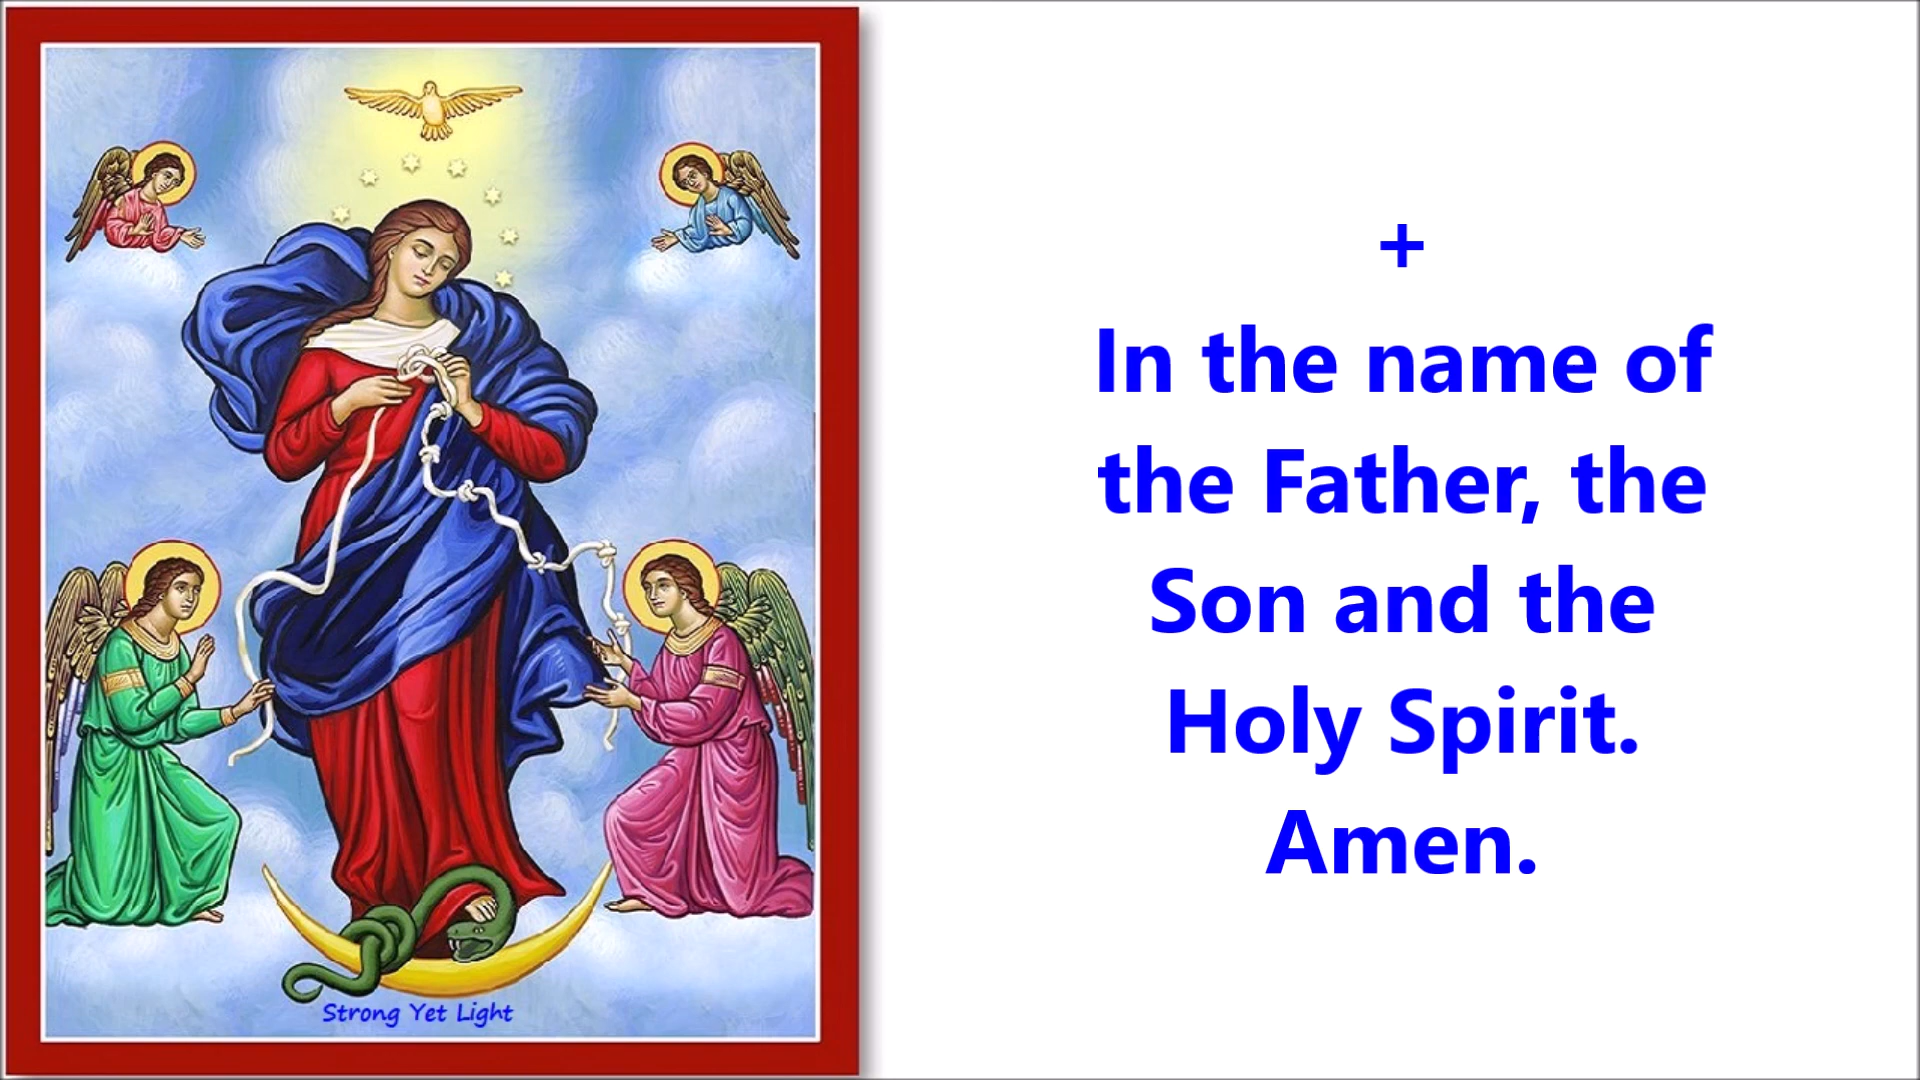 +
In the name of
the Father, the
Son and the
Holy Spirit.
Amen.
Strong Yet Light